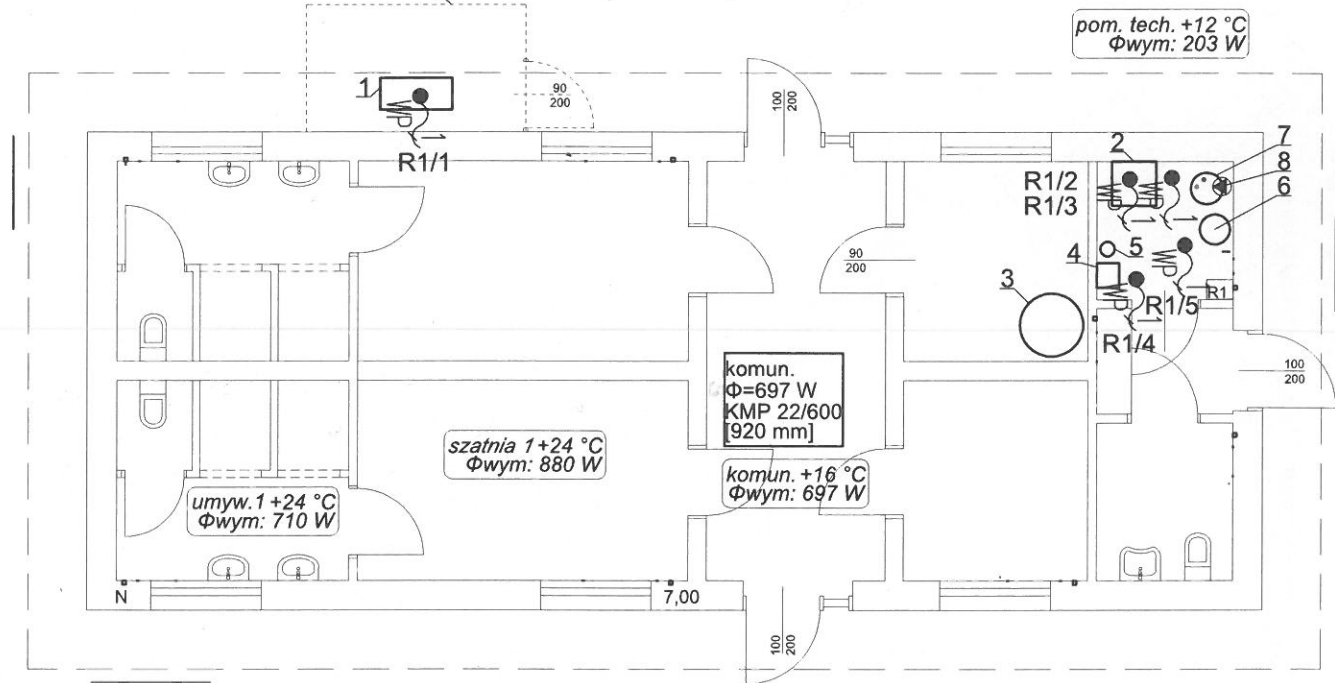 pom. tech. +12 °C
Φwym: 203 W
1
90
200
100
200
R1/1
2
7
8
6
R1/2
R1/3
90
200
4
5
3
R1
R1/5
R1/4
100
200
komun.
Φ=697 W
KMP 22/600
[920 mm]
szatnia 1 +24 °C
Φwym: 880 W
komun. +16 °C
Φwym: 697 W
umyw.1 +24 °C
Φwym: 710 W
N
7,00
100
200